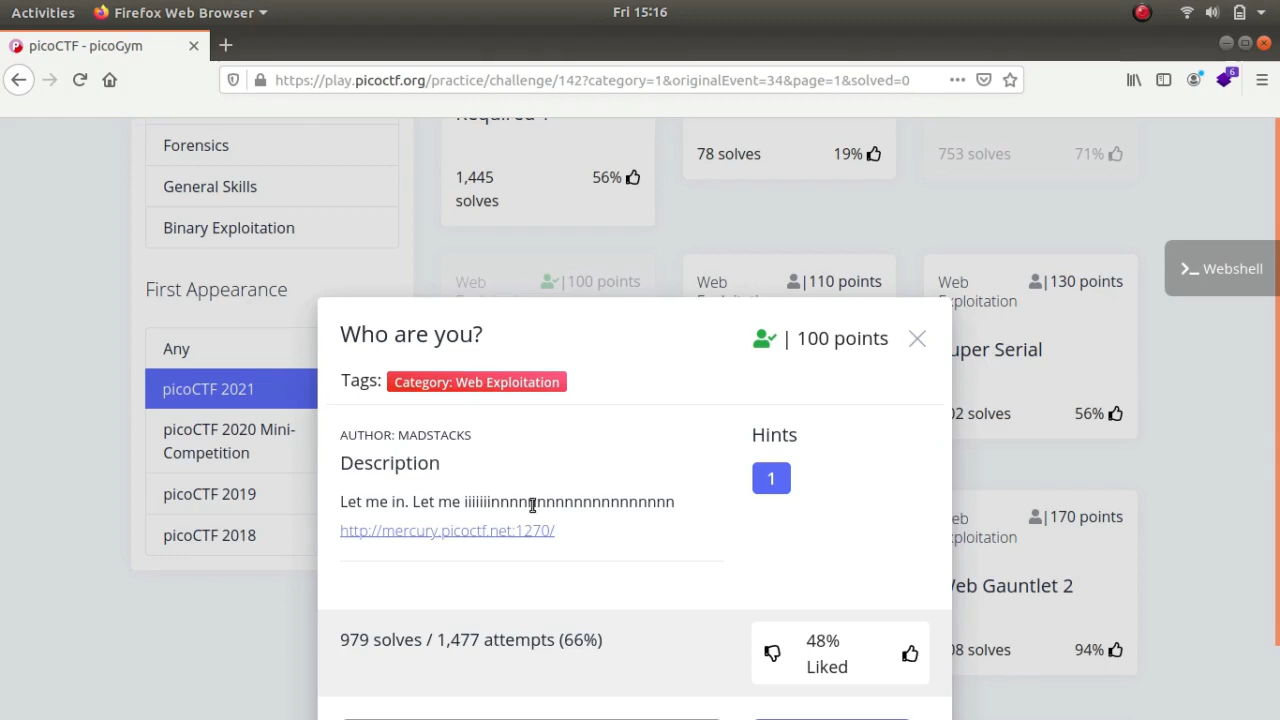 Activities Firefox Web Browser Fri 15:16
picoCTF - picoGym
https://play.picoctf.org/practice/challenge/142?category=1&originalEvent=34&page=1&solved=0
6
Forensics
General Skills
Binary Exploitation
First Appearance
Any
picoCTF 2021
picoCTF 2020 Mini-
Competition
picoCTF 2019
picoCTF 2018
Required 1
1,445
solves
56%
78 solves 19%
753 solves 71%
Web
|100 points
Web
|110 points
Web
Exploitation
|130 points
Super Serial
56%
|170 points
Web Gauntlet 2
94%
>_ Webshell
Who are you?
| 100 points
Tags: Category: Web Exploitation
AUTHOR: MADSTACKS
Description
Let me in. Let me iiiiiiinnnnnnnnnnnnnnnnnnnn
http://mercury.picoctf.net:1270/
Hints
1
979 solves / 1,477 attempts (66%)
48%
Liked